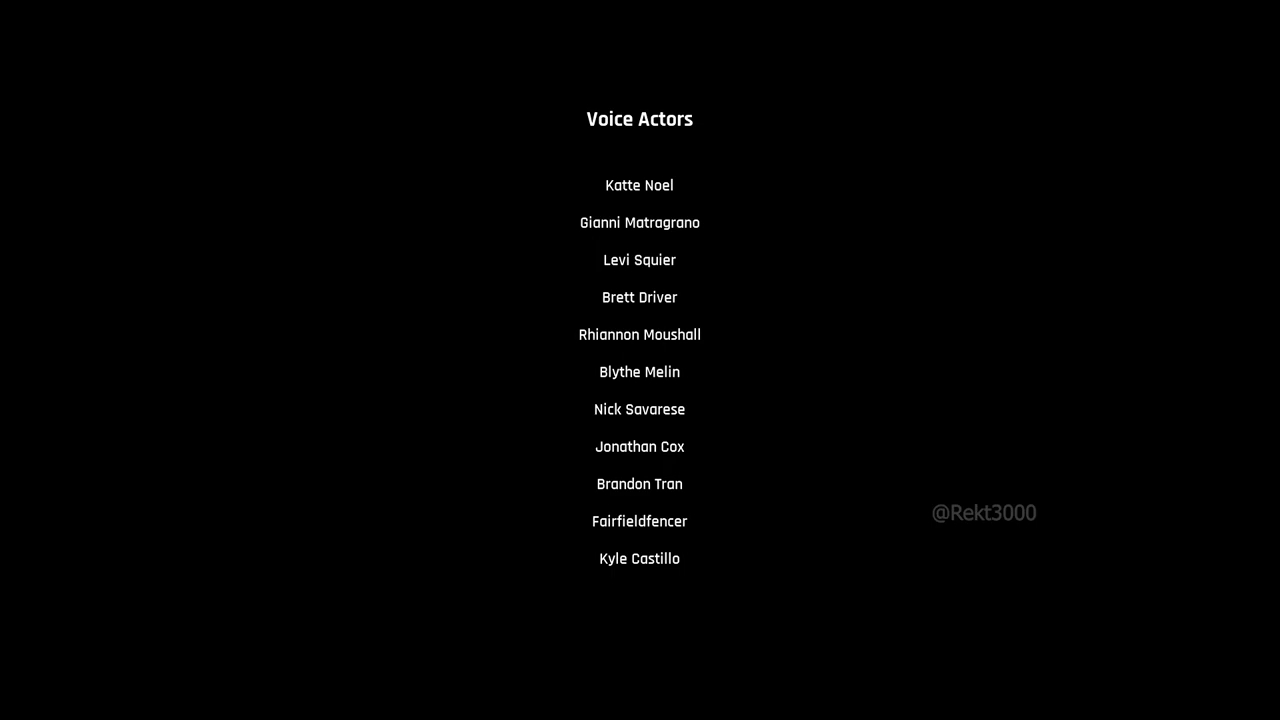 Voice Actors
Katte Noel
Gianni Matragrano
Levi Squier
Brett Driver
Rhiannon Moushall
Blythe Melin
Nick Savarese
Jonathan Cox
Brandon Tran
@Rekt3000
Fairfieldfencer
Kyle Castillo